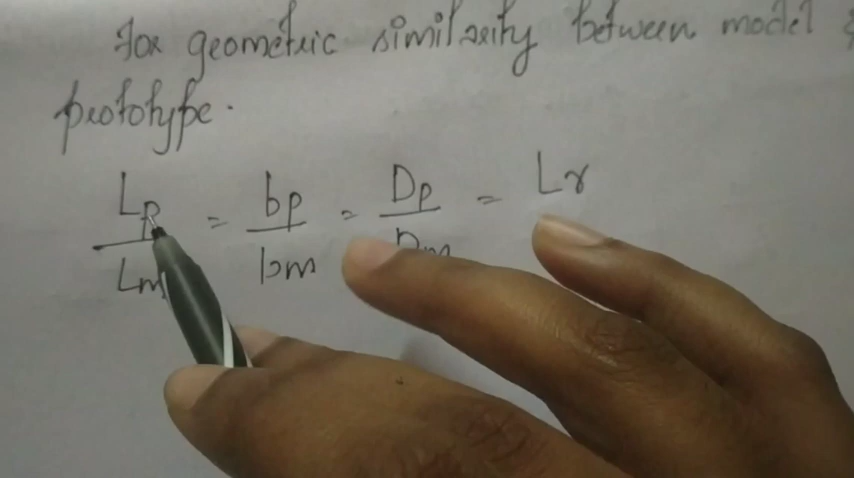 For geometric similarity between model &
prototype.
Lp/Lm = bp/bm = Dp/Dm = Lr